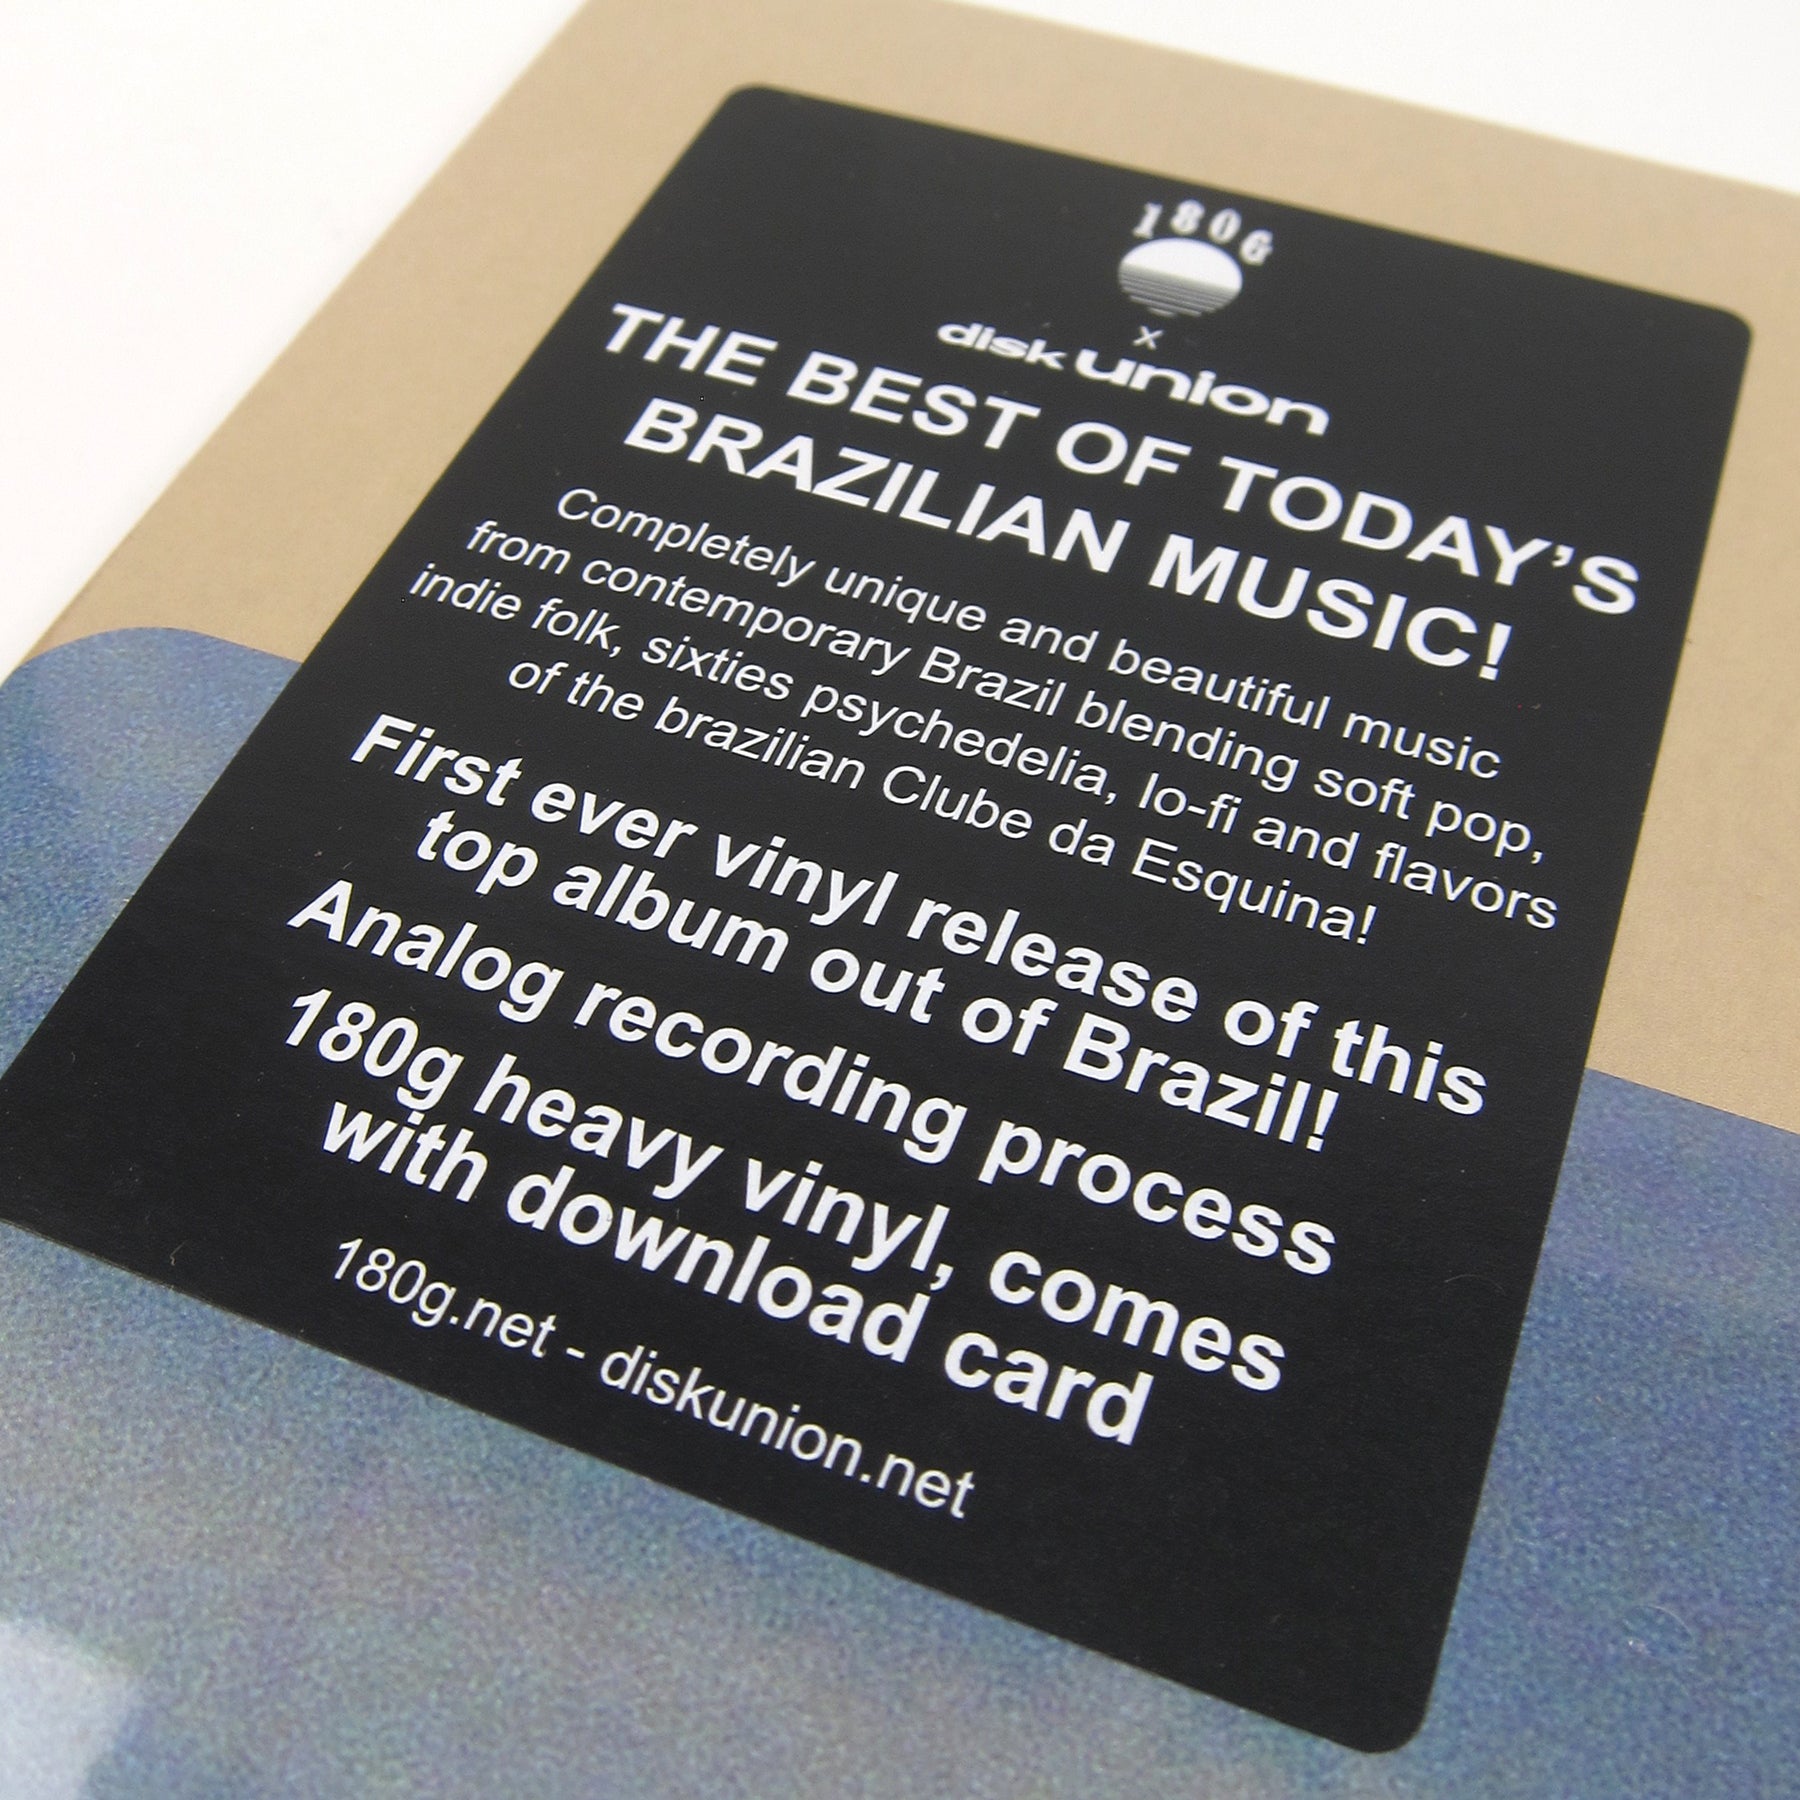 180G
x
disk union
THE BEST OF TODAY'S
BRAZILIAN MUSIC!
Completely unique and beautiful music
from contemporary Brazil blending soft pop,
indie folk, sixties psychedelia, lo-fi and flavors
of the brazilian Clube da Esquina!
First ever vinyl release of this
top album out of Brazil!
Analog recording process
180g heavy vinyl, comes
with download card
180g.net - diskunion.net